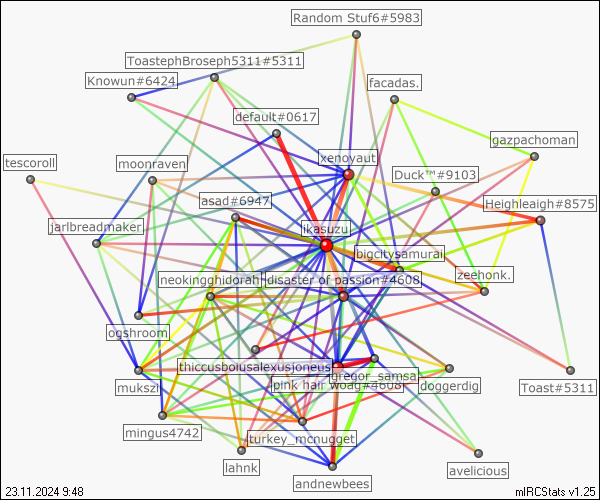 Random Stuf6#5983
ToastephBroseph5311#5311
Knowun#6424
facadas.
default#0617
gazpachoman
xenoyaut
tescoroll
moonraven
Duck™#9103
asad#6947
Heighleaigh#8575
jarlbreadmaker
ikasuzu
bigcitysamurai
neokingghidorah
disaster of passion#4608
zeehonk.
ogshroom
thiccusbolusalexusjoneus
gregor_samsa
mukszi
pink hair woag#4608
doggerdig
Toast#5311
mingus4742
turkey_mcnugget
lahnk
avelicious
andnewbees
23.11.2024 9:48
mIRCStats v1.25